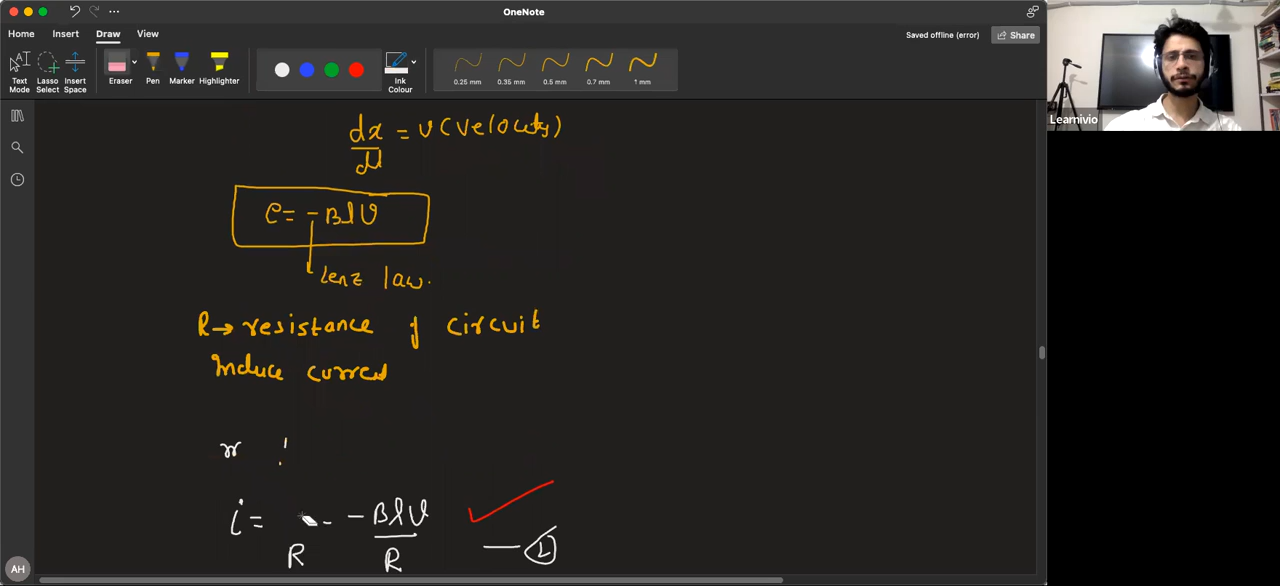 OneNote
Home Insert Draw View
Saved offline (error) Share
Text Mode Lasso Select Insert Space Eraser Pen Marker Highlighter Ink Colour 0.25 mm 0.35 mm 0.5 mm 0.7 mm 1 mm
Learnivio
dx/dt = v (velocity)
e = -Blv
Lenz law.
R → resistance of circuit
Induce current
i = R - -Blv/R
AH